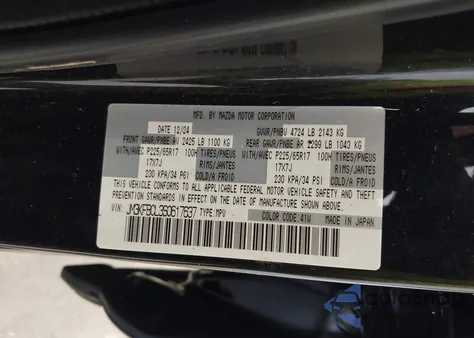 MFD. BY MAZDA MOTOR CORPORATION
DATE 12/24 GVWR/PNBV 4724 LB 2143 KG
FRONT GAWR/PNBE AV 2425 LB 1100 KG REAR GAWR/PNBE AR 2299 LB 1043 KG
WITH/AVEC P225/65R17 100H TIRES/PNEUS WITH/AVEC P225/65R17 100H TIRES/PNEUS
17X7J 17X7J
230 KPA/34 PSI COLD/A FROID 230 KPA/34 PSI COLD/A FROID
THIS VEHICLE CONFORMS TO ALL APPLICABLE FEDERAL MOTOR VEHICLE SAFETY AND THEFT
PREVENTION STANDARDS IN EFFECT ON THE DATE OF MANUFACTURE SHOWN ABOVE.
VIN: TYPE: MPV COLOR CODE: 41W MADE IN JAPAN